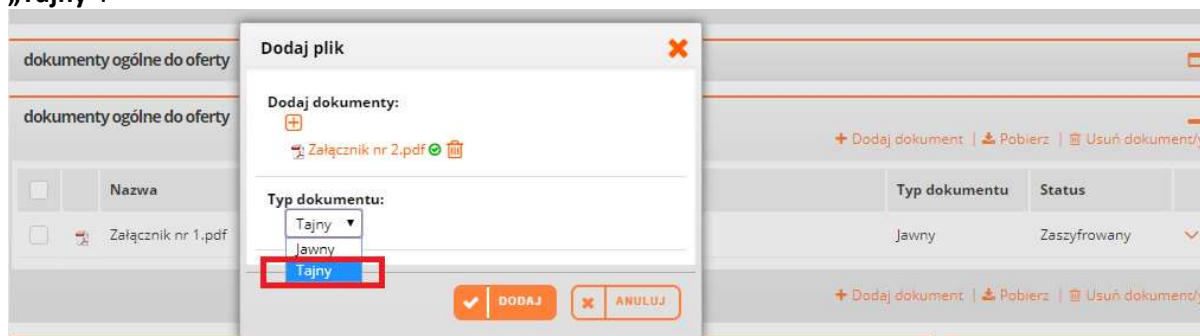 „Tajny".
Dodaj plik
dokumenty ogólne do oferty
Dodaj dokumenty:
Załącznik nr 2.pdf
dokumenty ogólne do oferty
Dodaj dokument | Pobierz | Usuń dokument/y
Nazwa Typ dokumentu Status
Typ dokumentu:
Tajny
Załącznik nr 1.pdf Jawny Zaszyfrowany
Jawny
Tajny
DODAJ ANULUJ
Dodaj dokument | Pobierz | Usuń dokument/y